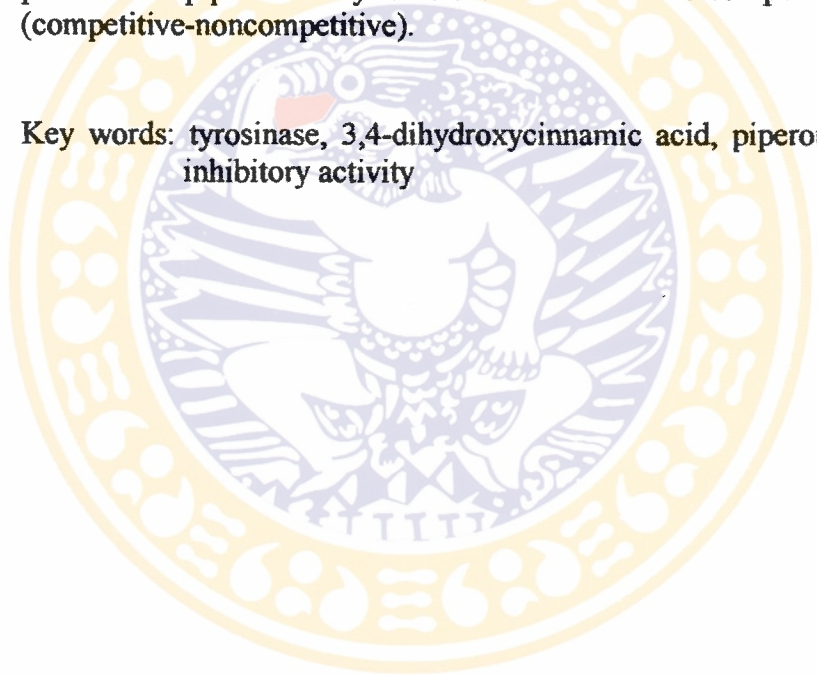 (competitive-noncompetitive).
Key words: tyrosinase, 3,4-dihydroxycinnamic acid,
inhibitory activity